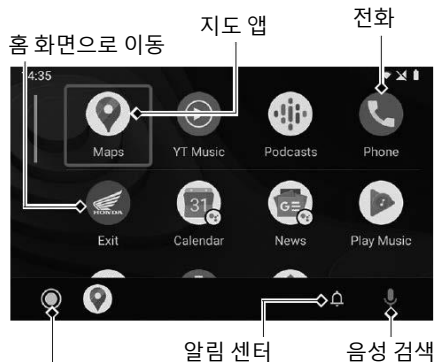 전화
지도 앱
홈 화면으로 이동
14:35
Maps
YT Music
Podcasts
Phone
HONDA
31
GE
Exit
Calendar
News
Play Music
알림 센터
음성 검색